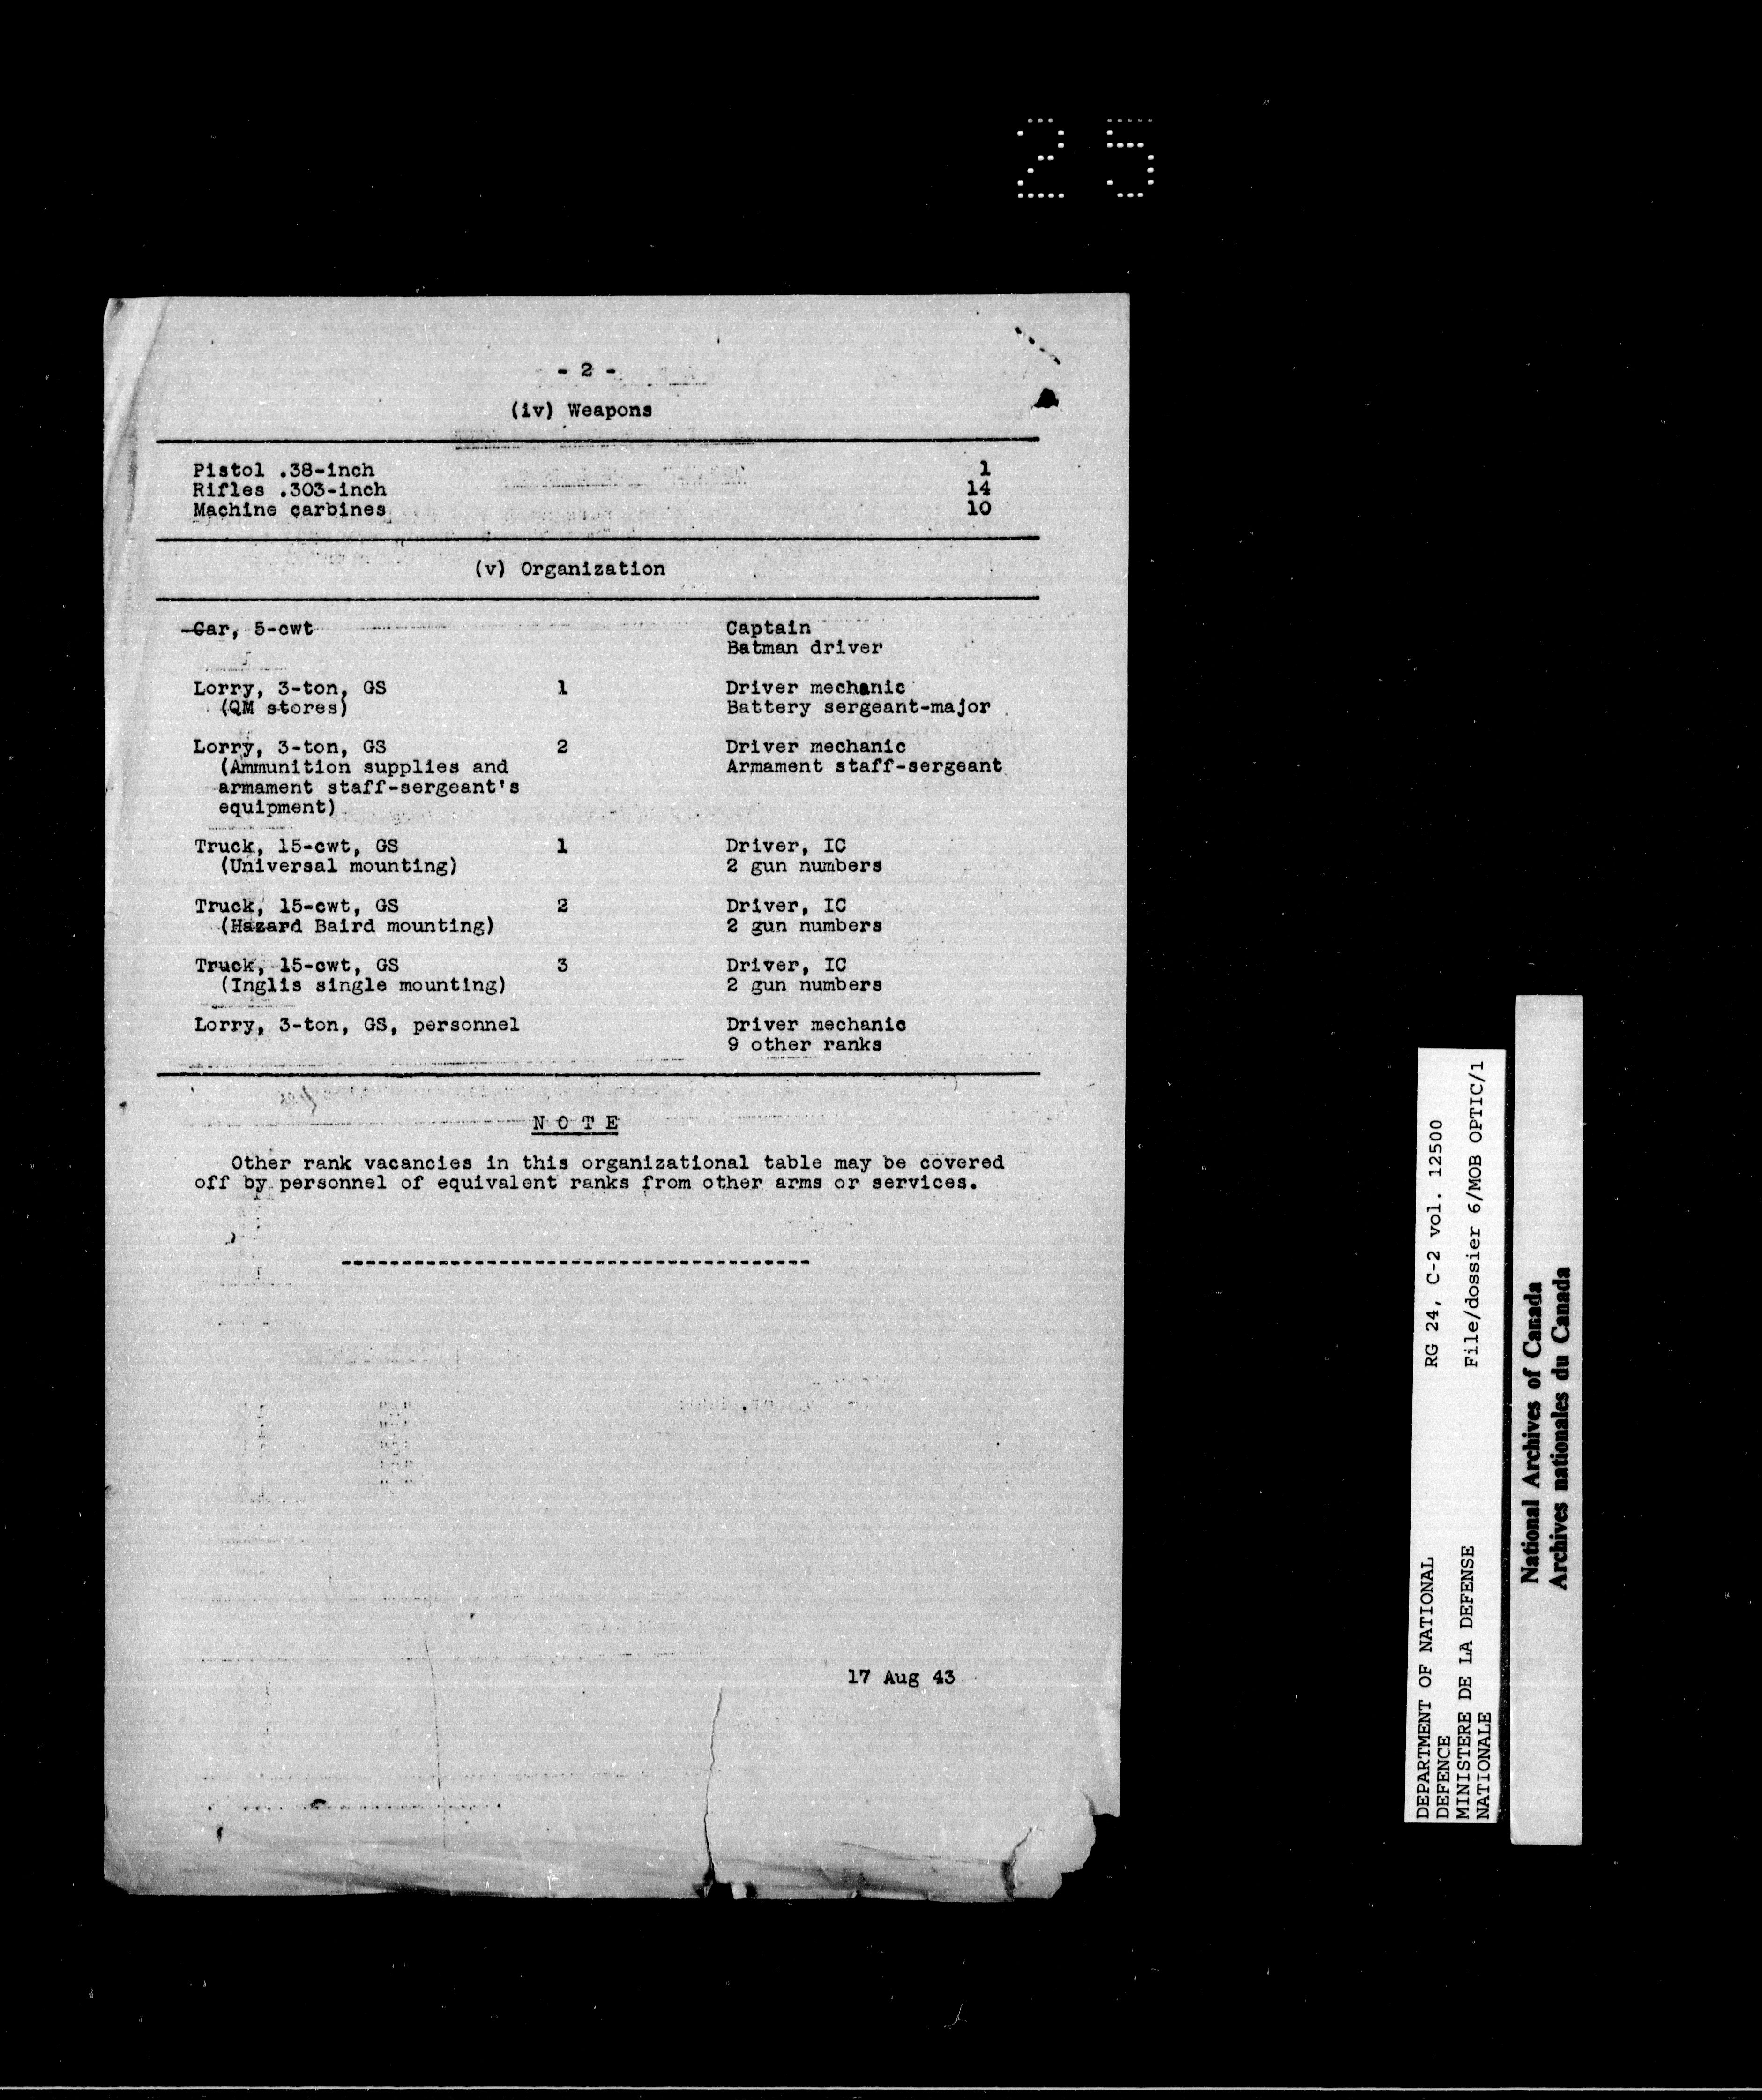 25
- 2 -
(iv) Weapons
Pistol .38-inch 1
Rifles .303-inch 14
Machine carbines 10
(v) Organization
Car, 5-cwt Captain
Batman driver
Lorry, 3-ton, GS 1 Driver mechanic
(QM stores) Battery sergeant-major
Lorry, 3-ton, GS 2 Driver mechanic
(Ammunition supplies and Armament staff-sergeant
armament staff-sergeant's
equipment)
Truck, 15-cwt, GS 1 Driver, IC
(Universal mounting) 2 gun numbers
Truck, 15-cwt, GS 2 Driver, IC
(Hazard Baird mounting) 2 gun numbers
Truck, 15-cwt, GS 3 Driver, IC
(Inglis single mounting) 2 gun numbers
Lorry, 3-ton, GS, personnel Driver mechanic
9 other ranks
NOTE
Other rank vacancies in this organizational table may be covered
off by personnel of equivalent ranks from other arms or services.
17 Aug 43
DEPARTMENT OF NATIONAL RG 24, C-2 vol. 12500
DEFENCE
MINISTERE DE LA DEFENSE File/dossier 6/MOB OPTIC/1
NATIONALE
National Archives of Canada
Archives nationales du Canada